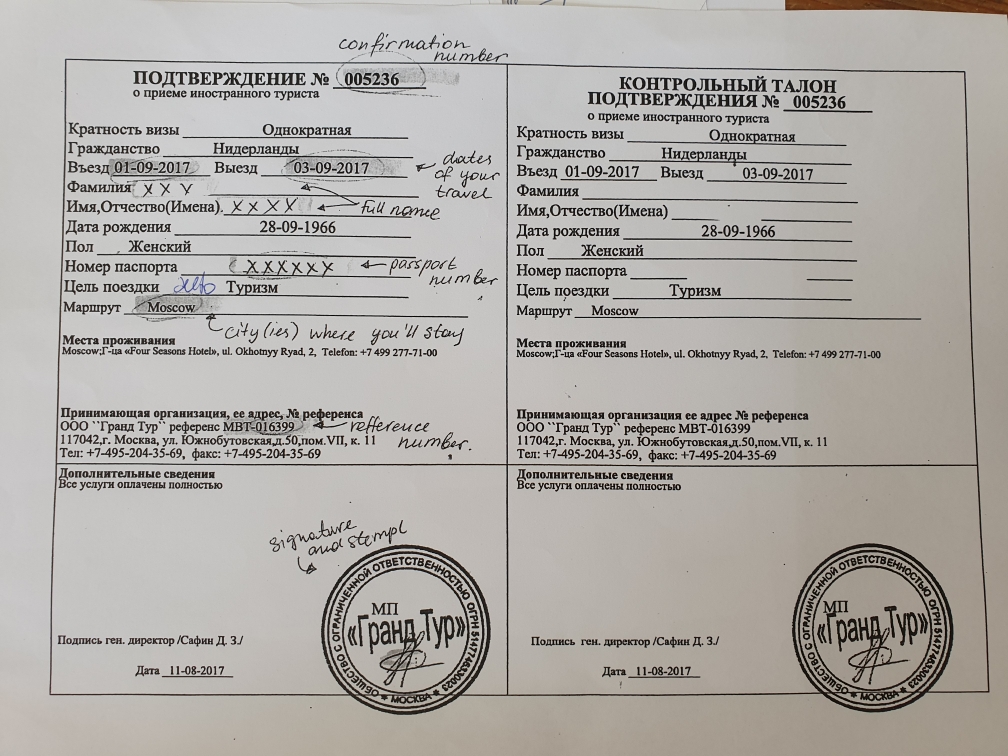 confirmation
number
ПОДТВЕРЖДЕНИЕ № 005236
о приеме иностранного туриста
Кратность визы Однократная
Гражданство Нидерланды
Въезд 01-09-2017 Выезд 03-09-2017
dates
of your
travel
Фамилия X X X
Имя,Отчество(Имена). X X X X
Full name
Дата рождения 28-09-1966
Пол Женский
Номер паспорта X X X X X X
passport
number
Цель поездки Туризм
Маршрут Moscow
city(ies) where you'll stay
Места проживания
Moscow;Г-ца «Four Seasons Hotel», ul. Okhotnyy Ryad, 2, Telefon: +7 499 277-71-00
Принимающая организация, ее адрес, № референса
ООО ``Гранд Тур'' референс МВТ-016399
refference
number.
117042,г. Москва, ул. Южнобутовская,д.50,пом.VII, к. 11
Тел: +7-495-204-35-69, факс: +7-495-204-35-69
Дополнительные сведения
Все услуги оплачены полностью
signature
and stempl
МП
«Гранд Тур»
ОБЩЕСТВО С ОГРАНИЧЕННОЙ ОТВЕТСТВЕННОСТЬЮ ОГРН 5147746330023
* МОСКВА *
Подпись ген. директор /Сафин Д. З./
Дата 11-08-2017
КОНТРОЛЬНЫЙ ТАЛОН
ПОДТВЕРЖДЕНИЯ № 005236
о приеме иностранного туриста
Кратность визы Однократная
Гражданство Нидерланды
Въезд 01-09-2017 Выезд 03-09-2017
Фамилия
Имя,Отчество(Имена)
Дата рождения 28-09-1966
Пол Женский
Номер паспорта
Цель поездки Туризм
Маршрут Moscow
Места проживания
Moscow;Г-ца «Four Seasons Hotel», ul. Okhotnyy Ryad, 2, Telefon: +7 499 277-71-00
Принимающая организация, ее адрес № референса
ООО ``Гранд Тур'' референс МВТ-016399
117042,г. Москва, ул. Южнобутовская,д.50,пом.VII, к. 11
Тел: +7-495-204-35-69, факс: +7-495-204-35-69
Дополнительные сведения
Все услуги оплачены полностью
МП
«Гранд Тур»
ОБЩЕСТВО С ОГРАНИЧЕННОЙ ОТВЕТСТВЕННОСТЬЮ ОГРН 5147746330023
* МОСКВА *
Подпись ген. директор /Сафин Д. З./
Дата 11-08-2017